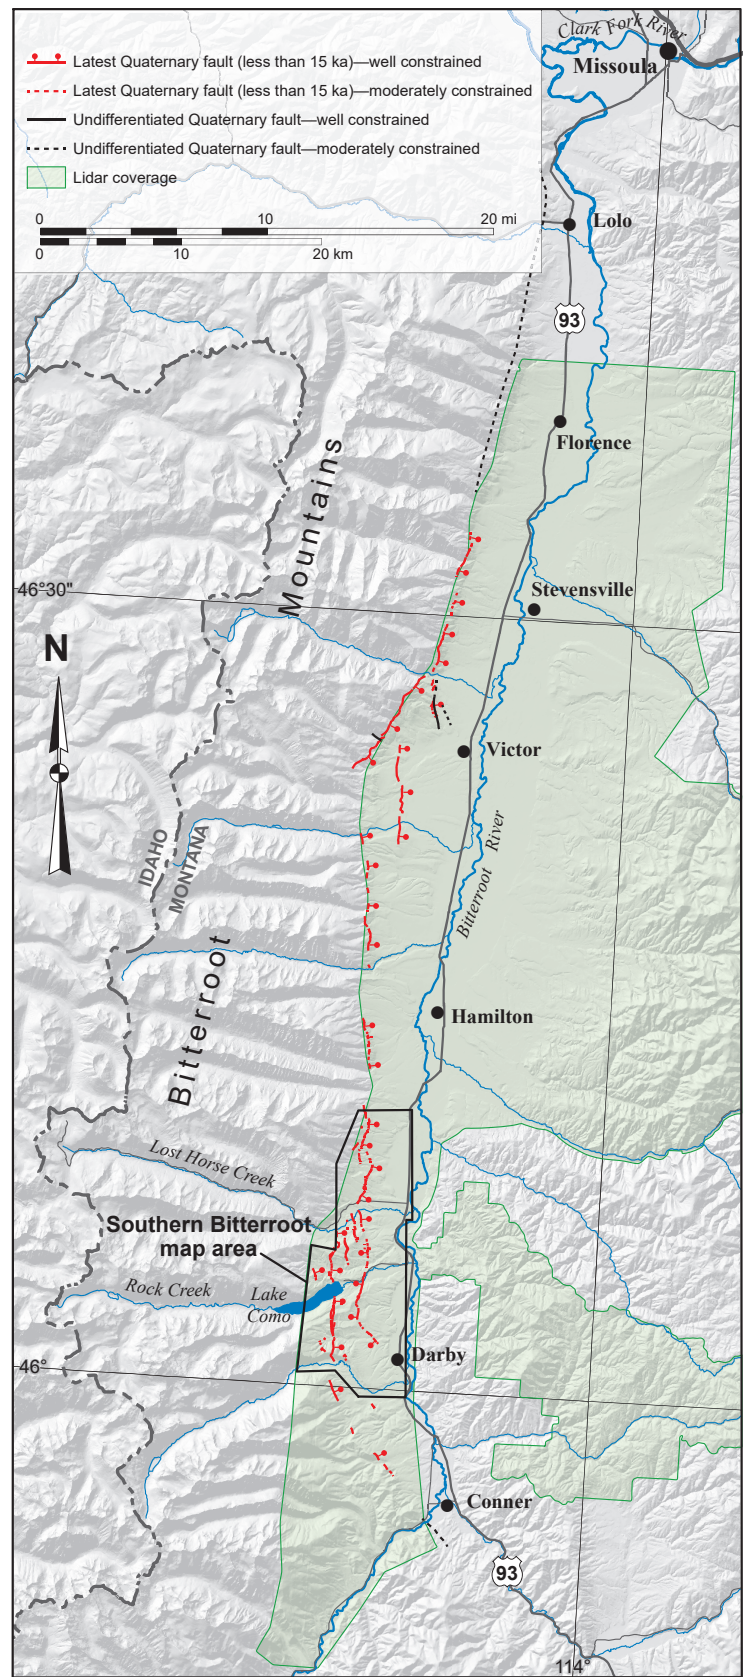 Clark Fork River
Missoula
Latest Quaternary fault (less than 15 ka)—well constrained
Latest Quaternary fault (less than 15 ka)—moderately constrained
Undifferentiated Quaternary fault—well constrained
Undifferentiated Quaternary fault—moderately constrained
Lidar coverage
0 10 20 mi
0 10 20 km
Lolo
93
Florence
Mountains
46°30"
Stevensville
N
Victor
IDAHO
MONTANA
Bitterroot River
Bitterroot
Hamilton
Lost Horse Creek
Southern Bitterroot
map area
Rock Creek
Lake
Como
46°
Darby
Conner
93
114°